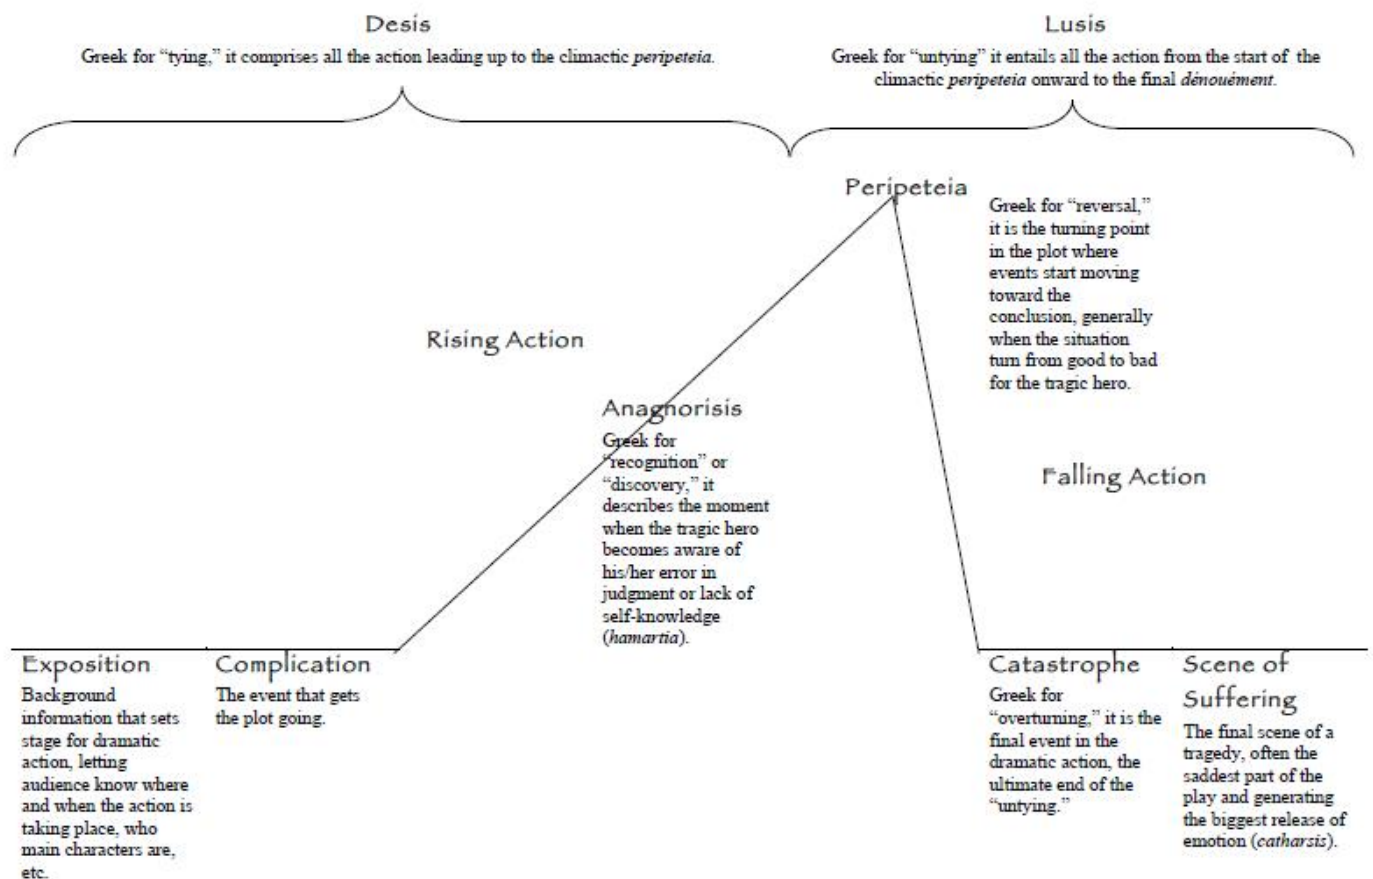 Desis
Greek for “tying,” it comprises all the action leading up to the climactic peripeteia.
Lusis
Greek for “untying” it entails all the action from the start of the
climactic peripeteia onward to the final dénouément.
Peripeteia
Greek for “reversal,”
it is the turning point
in the plot where
events start moving
toward the
conclusion, generally
when the situation
turn from good to bad
for the tragic hero.
Rising Action
Anagnorisis
Greek for
“recognition” or
“discovery,” it
describes the moment
when the tragic hero
becomes aware of
his/her error in
judgment or lack of
self-knowledge
(hamartia).
Falling Action
Exposition
Background
information that sets
stage for dramatic
action, letting
audience know where
and when the action is
taking place, who
main characters are,
etc.
Complication
The event that gets
the plot going.
Catastrophe
Greek for
“overturning,” it is the
final event in the
dramatic action, the
ultimate end of the
“untying.”
Scene of
Suffering
The final scene of a
tragedy, often the
saddest part of the
play and generating
the biggest release of
emotion (catharsis).